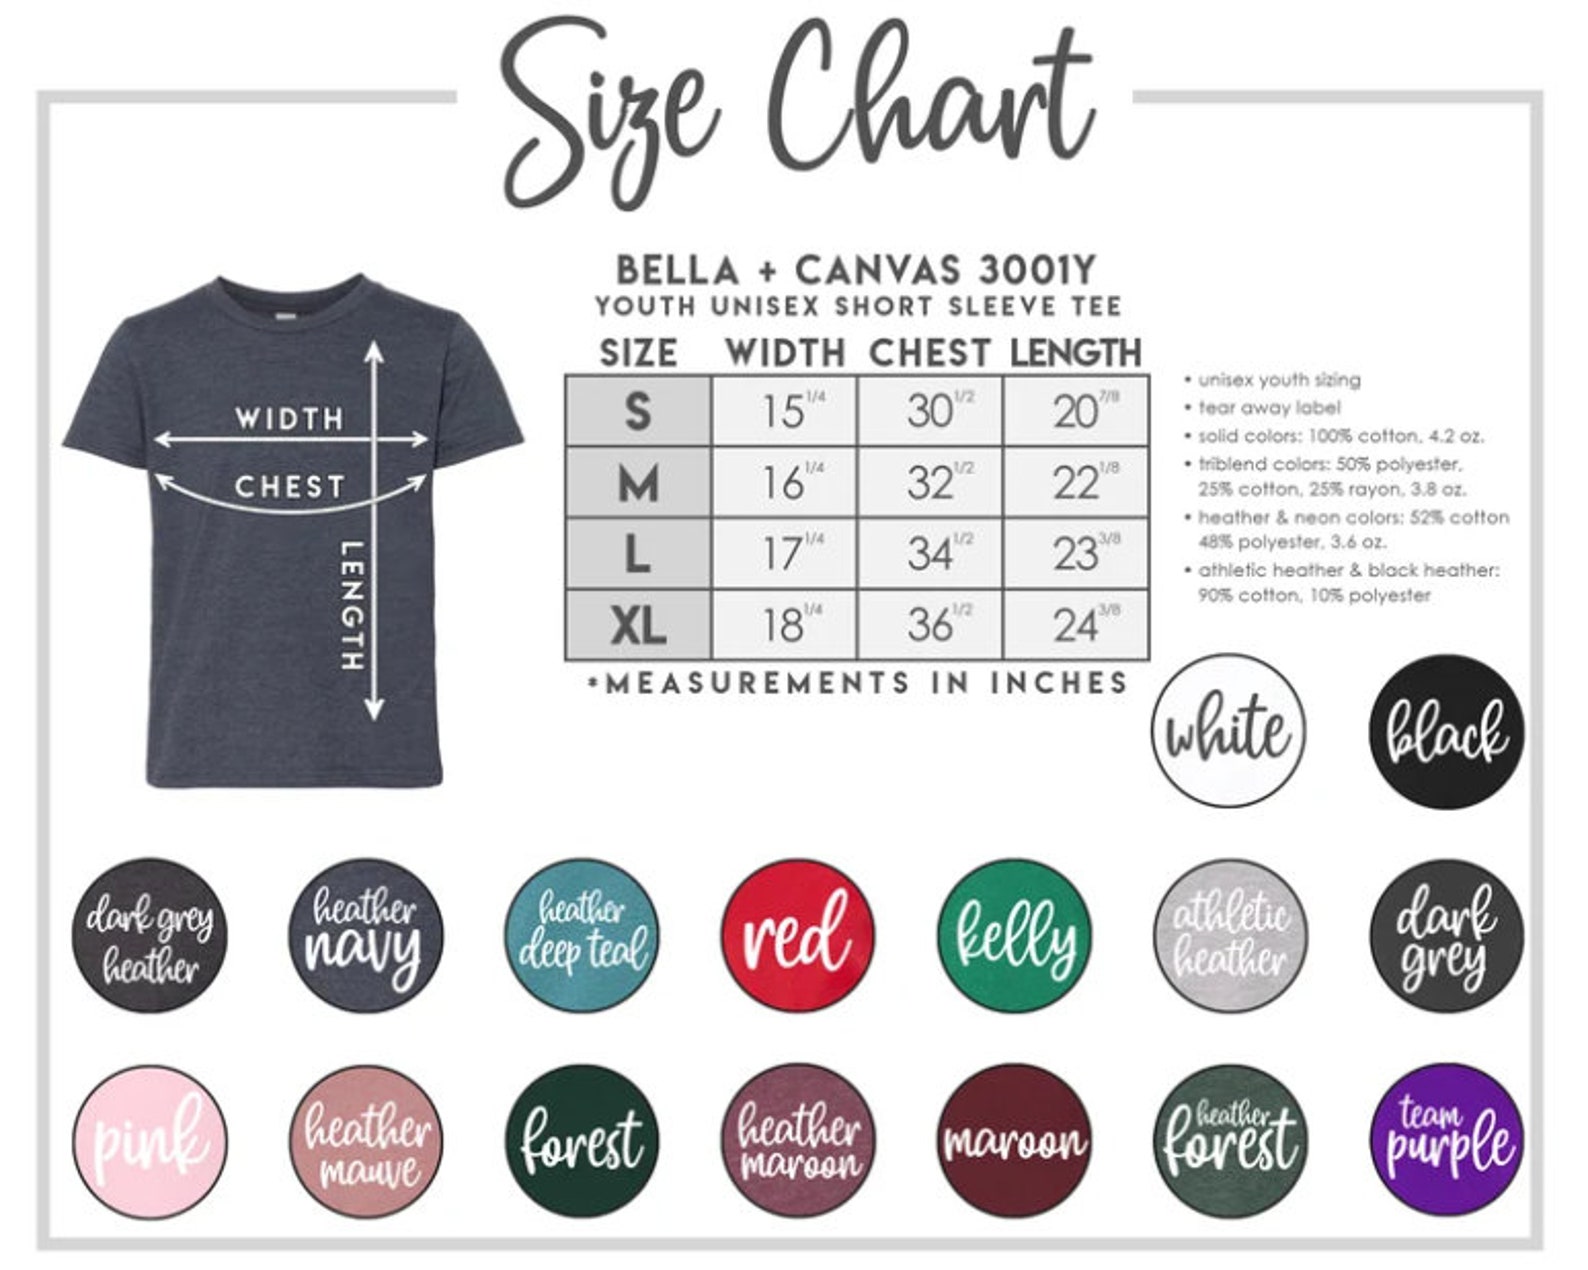 Size Chart
BELLA + CANVAS 3001Y
YOUTH UNISEX SHORT SLEEVE TEE
SIZE WIDTH CHEST LENGTH
S 15 1/4 30 1/2 20 7/8
M 16 1/4 32 1/2 22 1/8
L 17 1/4 34 1/2 23 3/8
XL 18 1/4 36 1/2 24 3/8
*MEASUREMENTS IN INCHES
WIDTH
CHEST
LENGTH
• unisex youth sizing
• tear away label
• solid colors: 100% cotton, 4.2 oz.
• triblend colors: 50% polyester,
25% cotton, 25% rayon, 3.8 oz.
• heather & neon colors: 52% cotton
48% polyester, 3.6 oz.
• athletic heather & black heather:
90% cotton, 10% polyester
white
black
dark grey
heather
heather
navy
heather
deep teal
red
kelly
athletic
heather
dark
grey
pink
heather
mauve
forest
heather
maroon
maroon
heather
forest
team
purple